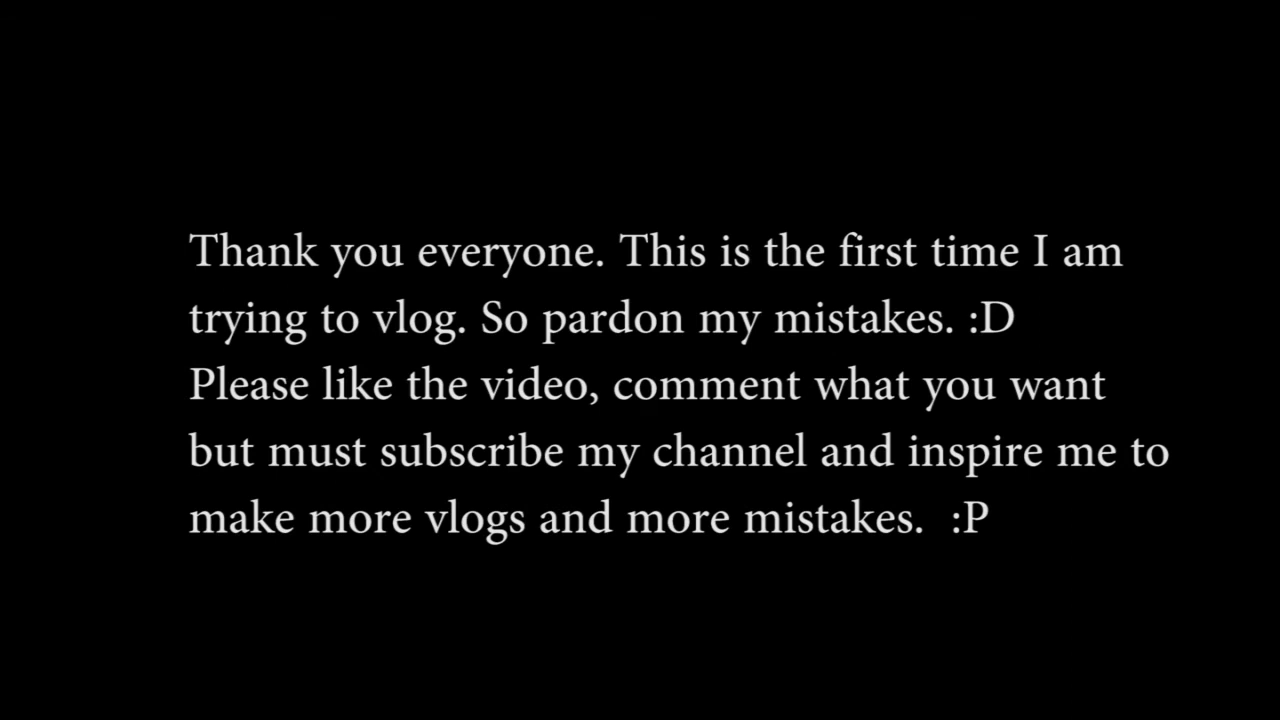 Thank you everyone. This is the first time I am
trying to vlog. So pardon my mistakes. :D
Please like the video, comment what you want
but must subscribe my channel and inspire me to
make more vlogs and more mistakes.  :P